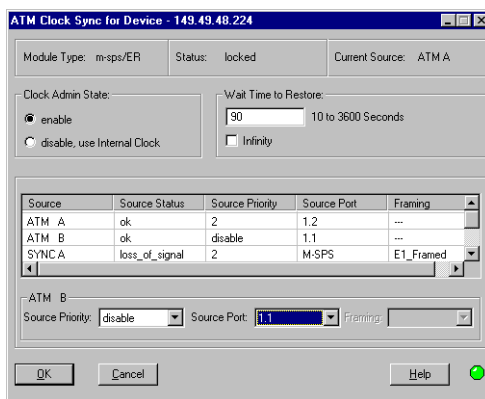 ATM Clock Sync for Device - 149.49.48.224
Module Type: m-sps/ER Status: locked Current Source: ATM A
Clock Admin State: Wait Time to Restore:
enable 90 10 to 3600 Seconds
disable, use Internal Clock Infinity
Source Source Status Source Priority Source Port Framing
ATM A ok 2 1.2 ---
ATM B ok disable 1.1 ---
SYNC A loss_of_signal 2 M-SPS E1_Framed
ATM B
Source Priority: disable Source Port: 1.1 Framing:
OK Cancel Help